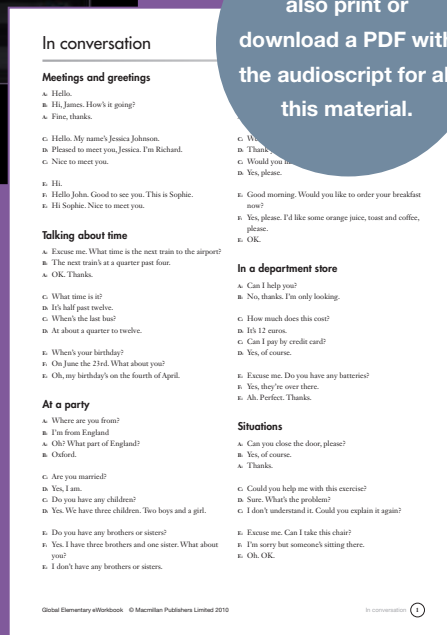 also print or
download a PDF with
the audioscript for al
this material.
In conversation
Meetings and greetings
A: Hello.
B: Hi, James. How's it going?
A: Fine, thanks.
C: Hello. My name's Jessica Johnson.
D: Pleased to meet you, Jessica. I'm Richard.
C: Nice to meet you.
E: Hi.
F: Hello John. Good to see you. This is Sophie.
E: Hi Sophie. Nice to meet you.
Talking about time
A: Excuse me. What time is the next train to the airport?
B: The next train's at a quarter past four.
A: OK. Thanks.
C: What time is it?
D: It's half past twelve.
C: When's the last bus?
D: At about a quarter to twelve.
E: When's your birthday?
F: On June the 23rd. What about you?
E: Oh, my birthday's on the fourth of April.
At a party
A: Where are you from?
B: I'm from England
A: Oh? What part of England?
B: Oxford.
C: Are you married?
D: Yes, I am.
C: Do you have any children?
D: Yes. We have three children. Two boys and a girl.
E: Do you have any brothers or sisters?
F: Yes. I have three brothers and one sister. What about
you?
E: I don't have any brothers or sisters.
C:
D: Thank
C: Would you
D: Yes, please.
E: Good morning. Would you like to order your breakfast
now?
F: Yes, please. I'd like some orange juice, toast and coffee,
please.
E: OK.
In a department store
A: Can I help you?
B: No, thanks. I'm only looking.
C: How much does this cost?
D: It's 12 euros.
C: Can I pay by credit card?
D: Yes, of course.
E: Excuse me. Do you have any batteries?
F: Yes, they're over there.
E: Ah. Perfect. Thanks.
Situations
A: Can you close the door, please?
B: Yes, of course.
A: Thanks.
C: Could you help me with this exercise?
D: Sure. What's the problem?
C: I don't understand it. Could you explain it again?
E: Excuse me. Can I take this chair?
F: I'm sorry but someone's sitting there.
E: Oh. OK.
Global Elementary eWorkbook © Macmillan Publishers Limited 2010
In conversation 1